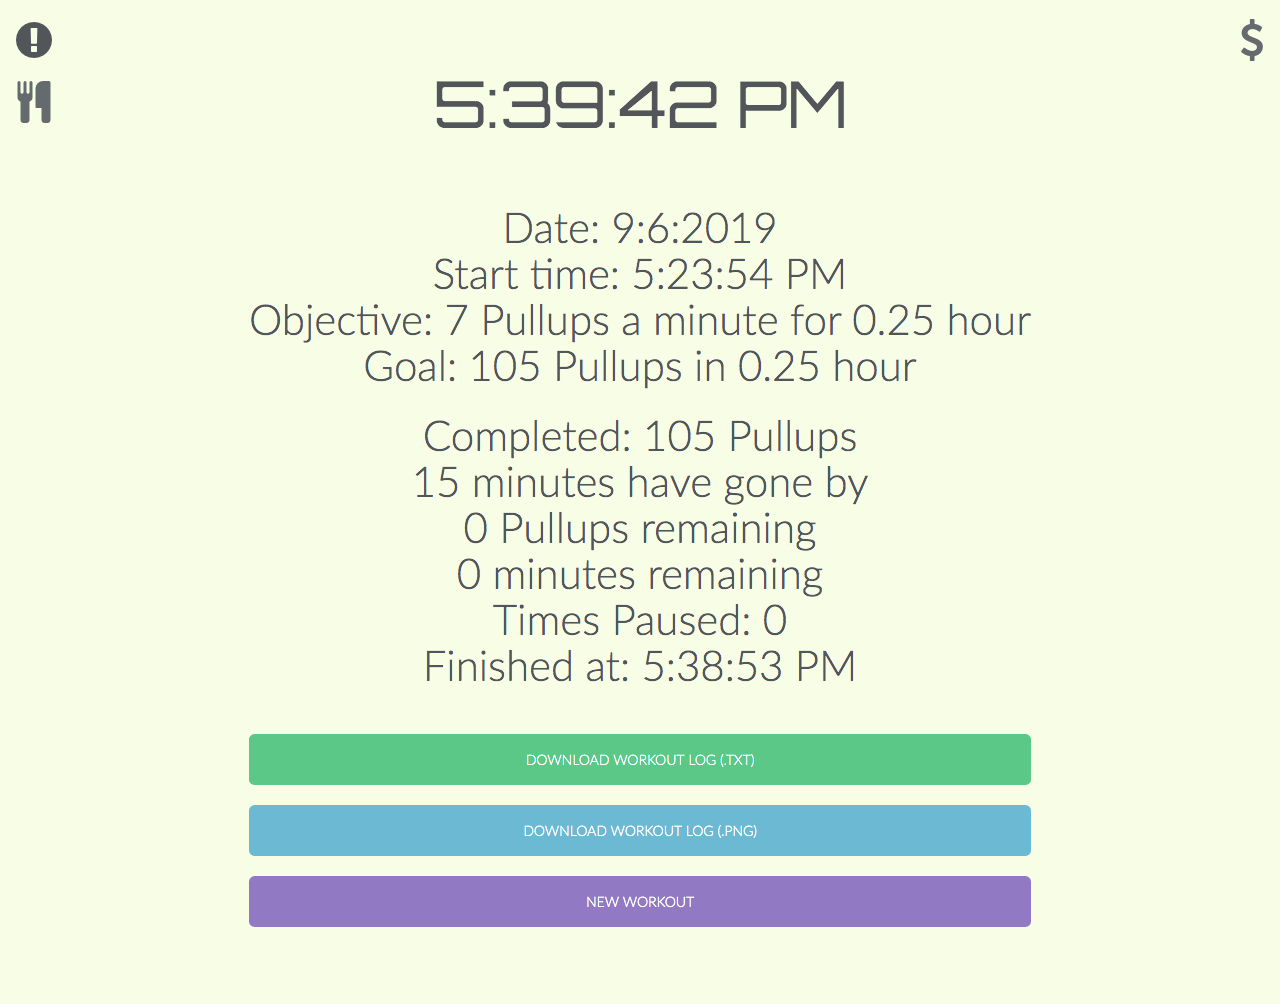 5:39:42 PM
Date: 9:6:2019
Start time: 5:23:54 PM
Objective: 7 Pullups a minute for 0.25 hour
Goal: 105 Pullups in 0.25 hour
Completed: 105 Pullups
15 minutes have gone by
0 Pullups remaining
0 minutes remaining
Times Paused: 0
Finished at: 5:38:53 PM
DOWNLOAD WORKOUT LOG (.TXT)
DOWNLOAD WORKOUT LOG (.PNG)
NEW WORKOUT